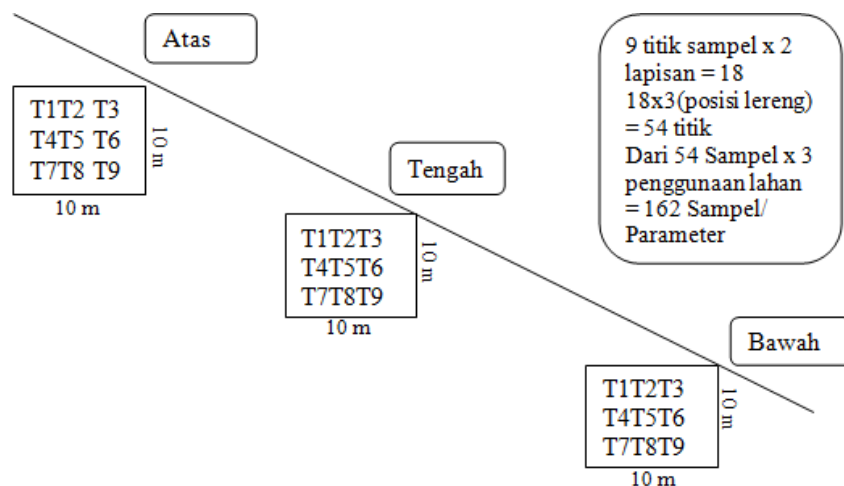 Atas
T1T2 T3
T4T5 T6
T7T8 T9
10 m
10 m
Tengah
T1T2T3
T4T5T6
T7T8T9
10 m
10 m
Bawah
T1T2T3
T4T5T6
T7T8T9
10 m
10 m
9 titik sampel x 2
lapisan = 18
18x3(posisi lereng)
= 54 titik
Dari 54 Sampel x 3
penggunaan lahan
= 162 Sampel/
Parameter